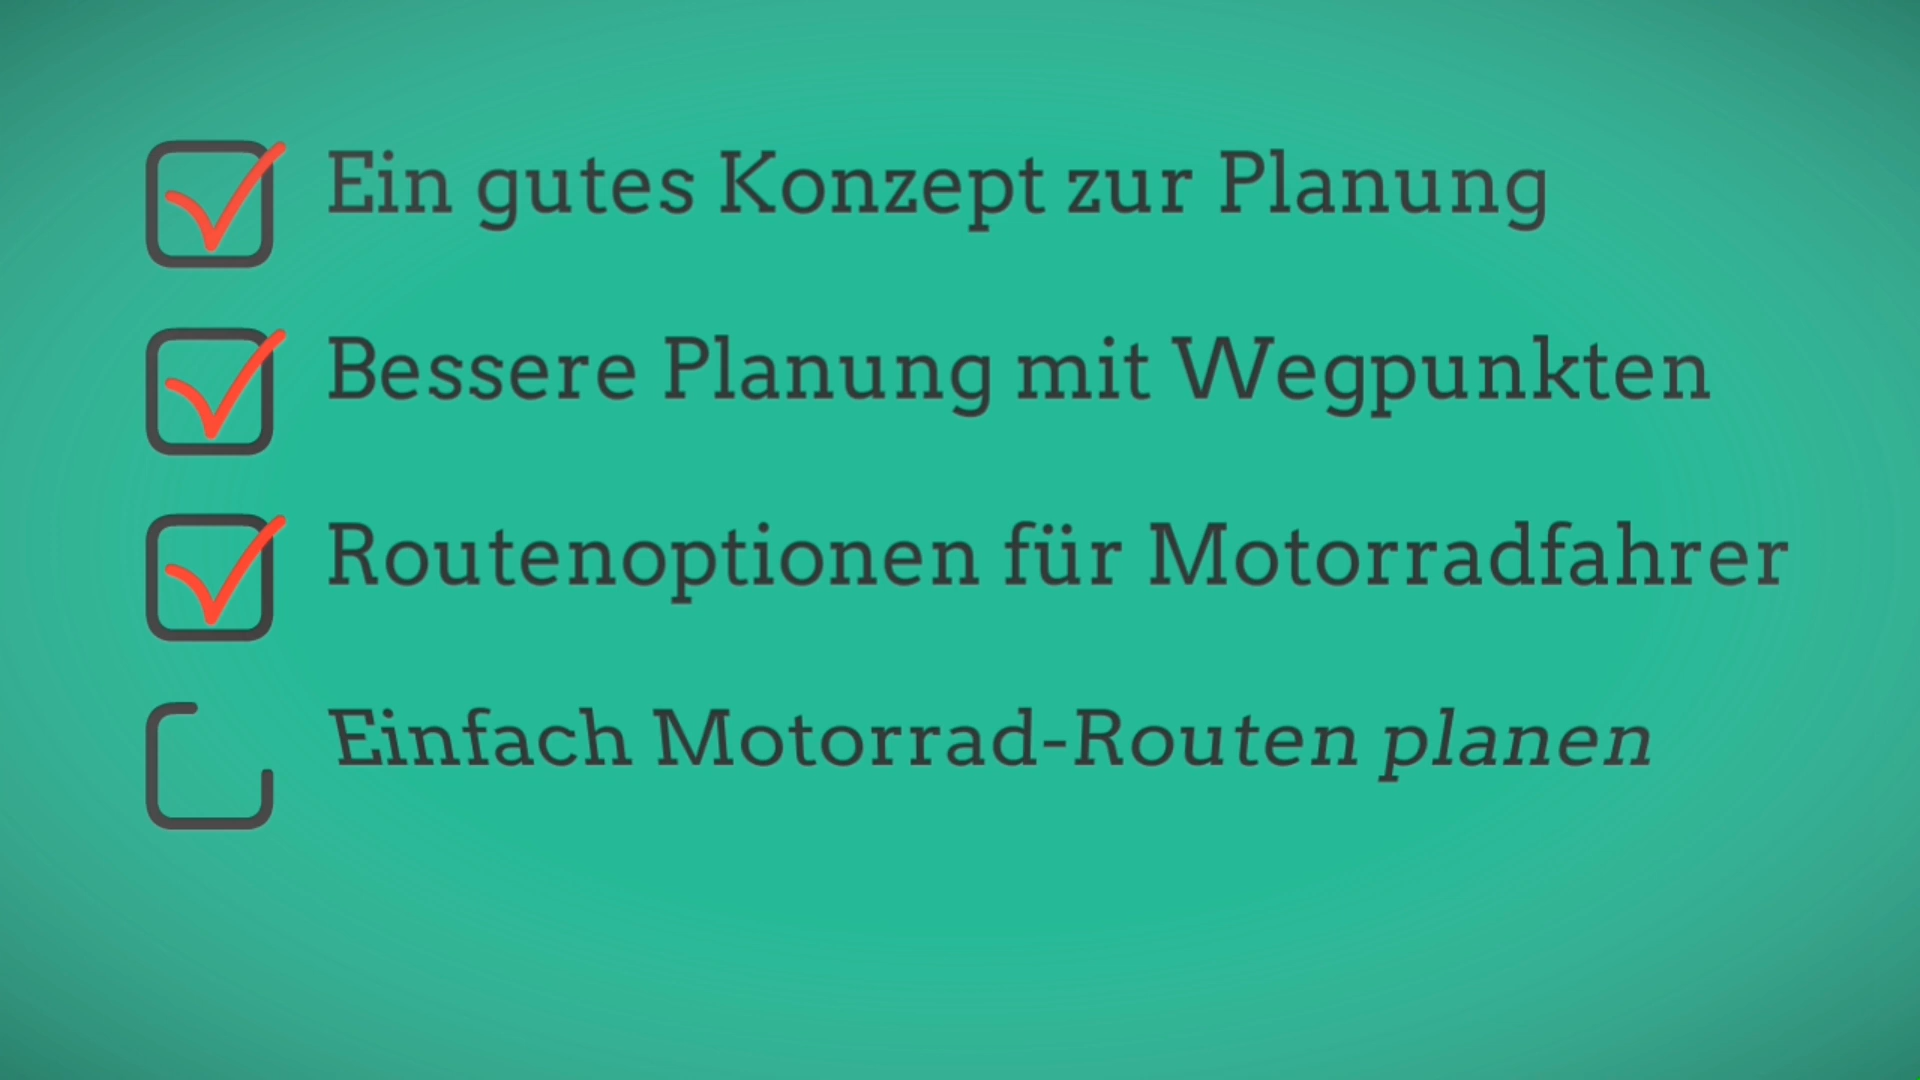 Ein gutes Konzept zur Planung
Bessere Planung mit Wegpunkten
Routenoptionen für Motorradfahrer
Einfach Motorrad-Routen planen